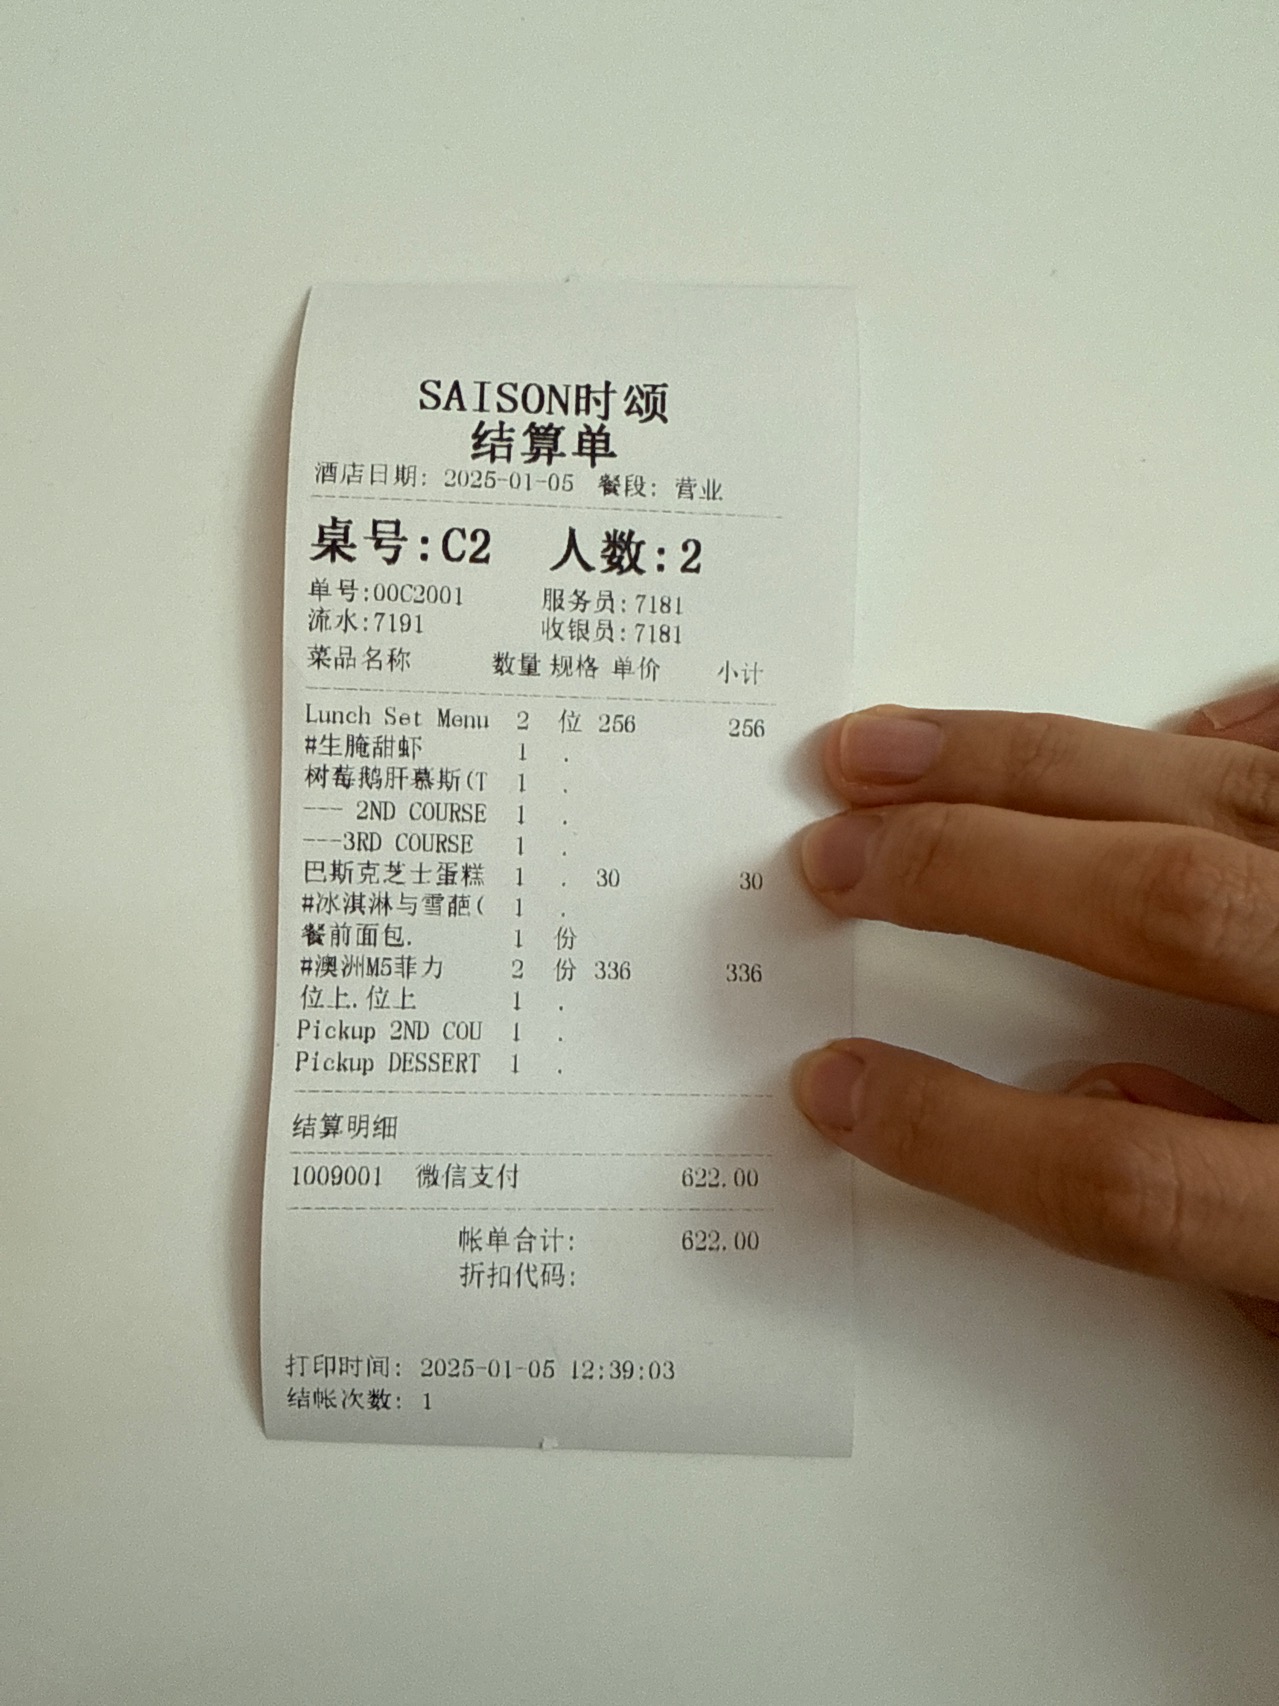 SAISON时颂
结算单
酒店日期: 2025-01-05 餐段: 营业
桌号:C2 人数:2
单号:00C2001 服务员:7181
流水:7191 收银员:7181
菜品名称 数量 规格 单价 小计
Lunch Set Menu 2 位 256 256
#生腌甜虾 1 .
树莓鹅肝慕斯(T 1 .
--- 2ND COURSE 1 .
---3RD COURSE 1 .
巴斯克芝士蛋糕 1 . 30 30
#冰淇淋与雪葩( 1 .
餐前面包. 1 份
#澳洲M5菲力 2 份 336 336
位上.位上 1 .
Pickup 2ND COU 1 .
Pickup DESSERT 1 .
结算明细
1009001 微信支付 622.00
帐单合计: 622.00
折扣代码:
打印时间: 2025-01-05 12:39:03
结帐次数: 1